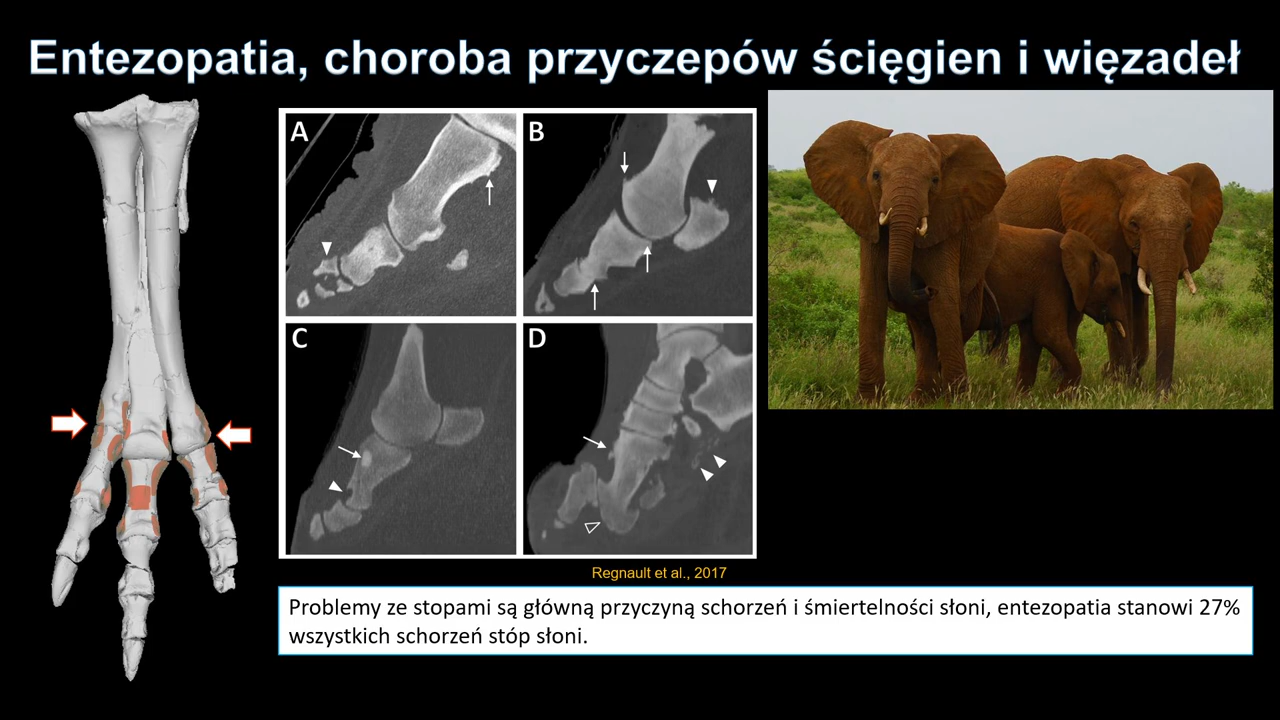 Entezopatia, choroba przyczepów ścięgien i więzadeł
A
B
C
D
Regnault et al., 2017
Problemy ze stopami są główną przyczyną schorzeń i śmiertelności słoni, entezopatia stanowi 27%
wszystkich schorzeń stóp słoni.